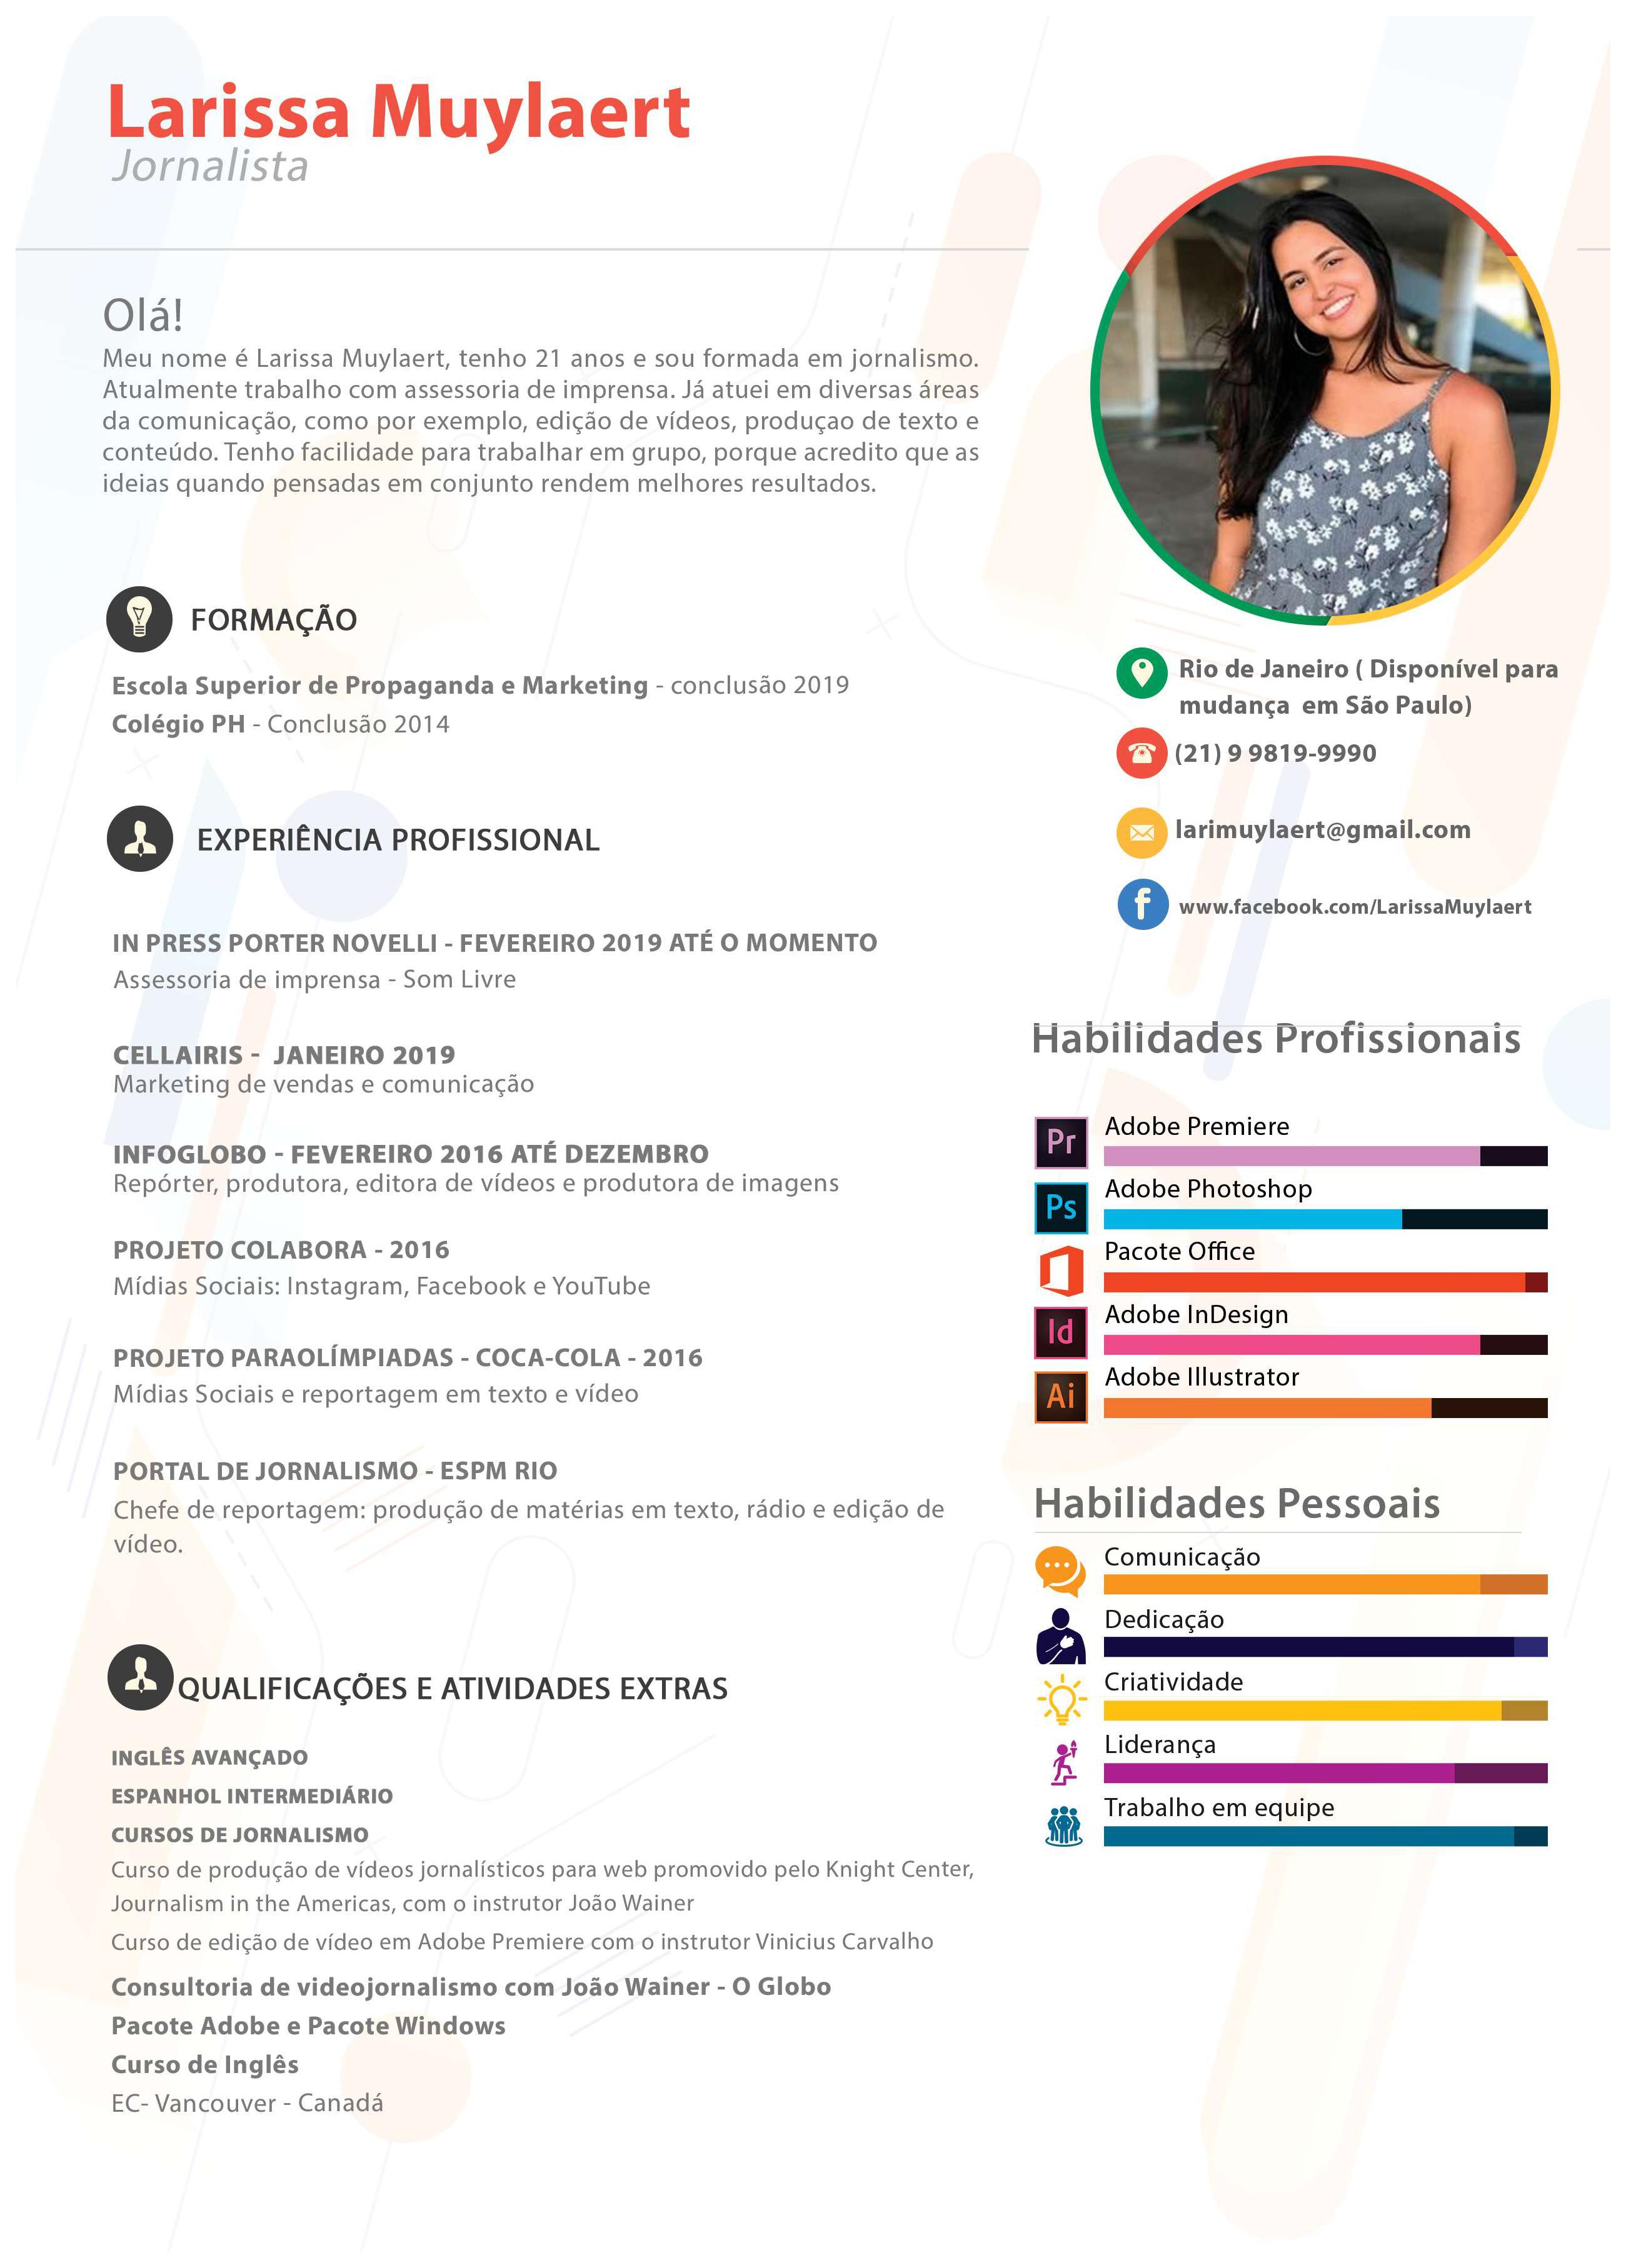 Larissa Muylaert
Jornalista
Olá!
Meu nome é Larissa Muylaert, tenho 21 anos e sou formada em jornalismo.
Atualmente trabalho com assessoria de imprensa. Já atuei em diversas áreas
da comunicação, como por exemplo, edição de vídeos, produçao de texto e
conteúdo. Tenho facilidade para trabalhar em grupo, porque acredito que as
ideias quando pensadas em conjunto rendem melhores resultados.
FORMAÇÃO
Escola Superior de Propaganda e Marketing - conclusão 2019
Colégio PH - Conclusão 2014
EXPERIÊNCIA PROFISSIONAL
IN PRESS PORTER NOVELLI - FEVEREIRO 2019 ATÉ O MOMENTO
Assessoria de imprensa - Som Livre
CELLAIRIS - JANEIRO 2019
Marketing de vendas e comunicação
INFOGLOBO - FEVEREIRO 2016 ATÉ DEZEMBRO
Repórter, produtora, editora de vídeos e produtora de imagens
PROJETO COLABORA - 2016
Mídias Sociais: Instagram, Facebook e YouTube
PROJETO PARAOLÍMPIADAS - COCA-COLA - 2016
Mídias Sociais e reportagem em texto e vídeo
PORTAL DE JORNALISMO - ESPM RIO
Chefe de reportagem: produção de matérias em texto, rádio e edição de
vídeo.
QUALIFICAÇÕES E ATIVIDADES EXTRAS
INGLÊS AVANÇADO
ESPANHOL INTERMEDIÁRIO
CURSOS DE JORNALISMO
Curso de produção de vídeos jornalísticos para web promovido pelo Knight Center,
Journalism in the Americas, com o instrutor João Wainer
Curso de edição de vídeo em Adobe Premiere com o instrutor Vinicius Carvalho
Consultoria de videojornalismo com João Wainer - O Globo
Pacote Adobe e Pacote Windows
Curso de Inglês
EC- Vancouver - Canadá
Rio de Janeiro ( Disponível para
mudança em São Paulo)
(21) 9 9819-9990
larimuylaert@gmail.com
f www.facebook.com/LarissaMuylaert
Habilidades Profissionais
Pr Adobe Premiere
Ps Adobe Photoshop
Pacote Office
Id Adobe InDesign
Ai Adobe Illustrator
Habilidades Pessoais
Comunicação
Dedicação
Criatividade
Liderança
Trabalho em equipe